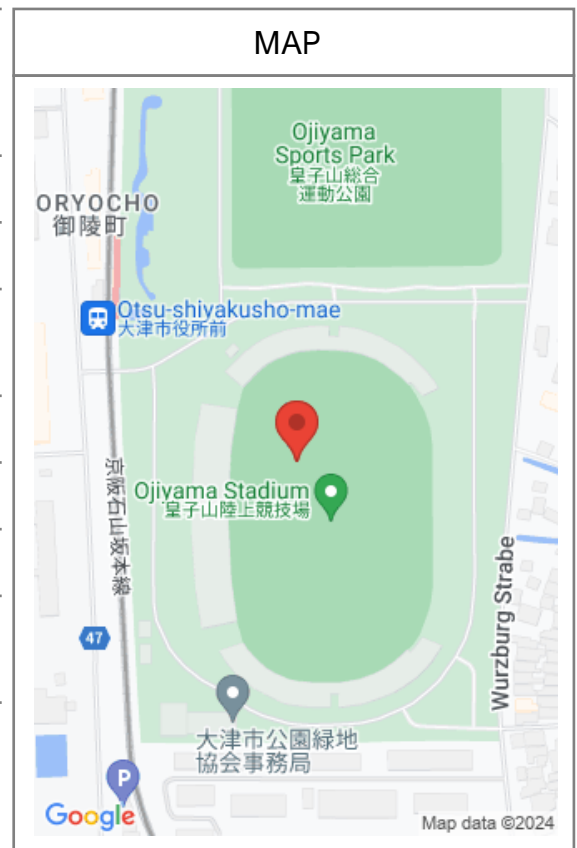 MAP
Ojiyama
Sports Park
皇子山総合
運動公園
ORYOCHO
御陵町
Otsu-shiyakusho-mae
大津市役所前
Ojiyama Stadium
皇子山陸上競技場
京阪石山坂本線
Wurzburg Strabe
47
大津市公園緑地
協会事務局
P
Google
Map data ©2024